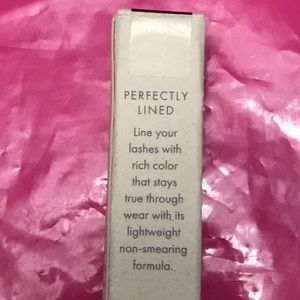 PERFECTLY
LINED
Line your
lashes with
rich color
that stays
true through
wear with its
lightweight
non-smearing
formula.